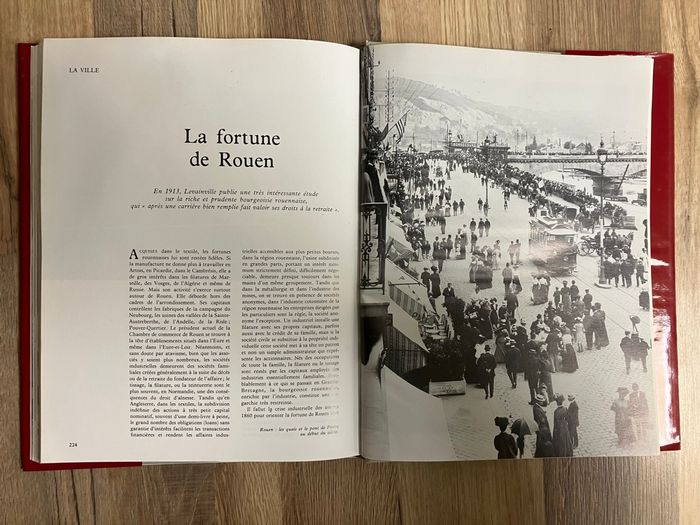 LA VILLE
La fortune
de Rouen
En 1913, Levainville publie une très intéressante étude
sur la riche et prudente bourgeoisie rouennaise,
qui « après une carrière bien remplie fait valoir ses droits à la retraite ».
ACQUISES dans le textile, les fortunes
rouennaises lui sont restées fidèles. Si
la manufacture ne donne plus à travailler en
Artois, en Picardie, dans le Cambrésis, elle a
de gros intérêts dans les filatures de Mar-
seille, des Vosges, de l'Algérie et même de
Russie. Mais son activité s'exerce surtout
autour de Rouen. Elle déborde hors des
cadres de l'arrondissement. Ses capitaux
contrôlent les fabriques de la campagne du
Neubourg, les usines des vallées de la Sainte-
Austreberthe, de l'Andelle, de la Risle;
Pouyer-Quertier. Le président actuel de la
Chambre de commerce de Rouen se trouve à
la tête d'établissements situés dans l'Eure et
même dans l'Eure-et-Loir. Néanmoins, et
sans doute par atavisme, bien que les asso-
ciés y soient plus nombreux, les sociétés
industrielles demeurent des sociétés fami-
liales créées généralement à la suite du décès
ou de la retraite du fondateur de l'affaire; le
tissage, la filature, ou la teinturerie sont le
plus souvent, en Normandie, une des consé-
quences du droit d'aînesse. Tandis qu'en
Angleterre, dans les textiles, la subdivision
indéfinie des actions à très petit capital
nominatif, souvent d'une demi-livre à peine,
le grand nombre des obligations (loans) sans
garantie d'intérêts facilitent les transactions
financières et rendent les affaires indus-
trielles accessibles aux plus petites bourses,
dans la région rouennaise, l'usine subdivisée
en grandes parts, portant un intérêt mini-
mum strictement défini, difficilement négo-
ciable, demeure presque toujours dans les
mains d'un même groupement. Tandis que
dans la métallurgie et dans l'industrie des
mines, on se trouve en présence de sociétés
anonymes, dans l'industrie cotonnière de la
région rouennaise les entreprises dirigées par
les particuliers sont la règle, la société ano-
nyme l'exception. Un industriel installe une
affaire avec ses propres capitaux, parfois
aussi avec le crédit de sa famille, mais si la
société civile se substitue à la propriété indi-
viduelle cette société met à sa tête un patron
et non un simple administrateur qui repré-
sente les actionnaires. Nés des occupations
de tissage, la filature, la famille ou le tissage
sont restés par les capitaux employés des
industries essentiellement familiales.
blablement à ce qui se passait en Grande-
Bretagne, la bourgeoisie rouennaise
enrichie par l'industrie, constitue une
garchie très restreinte.
Il fallut la crise industrielle des années
1860 pour orienter la fortune de Rouen
Rouen : les quais et le pont de
au début du siècle.
224